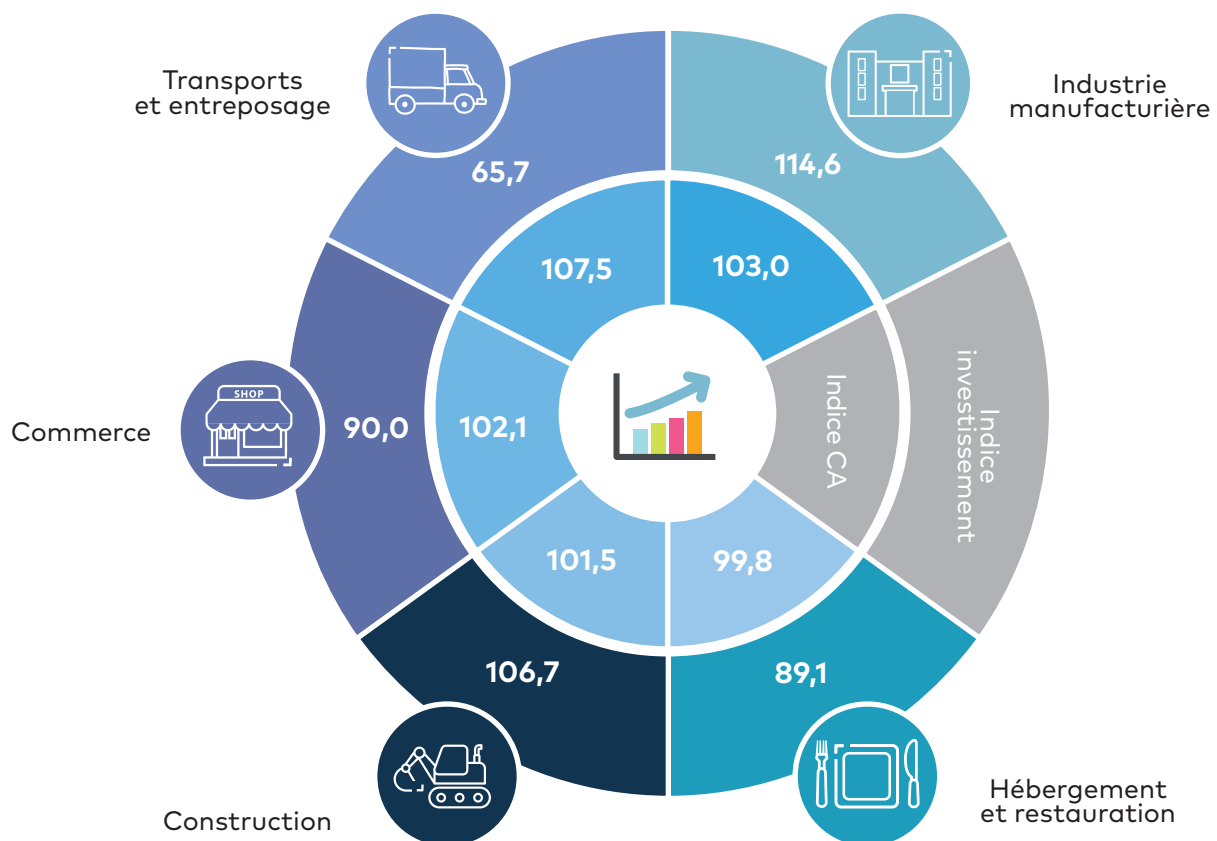 Transports
et entreposage
Industrie
manufacturière
65,7
114,6
107,5
103,0
SHOP
Commerce
90,0
102,1
Indice CA
Indice
investissement
101,5
99,8
106,7
89,1
Construction
Hébergement
et restauration